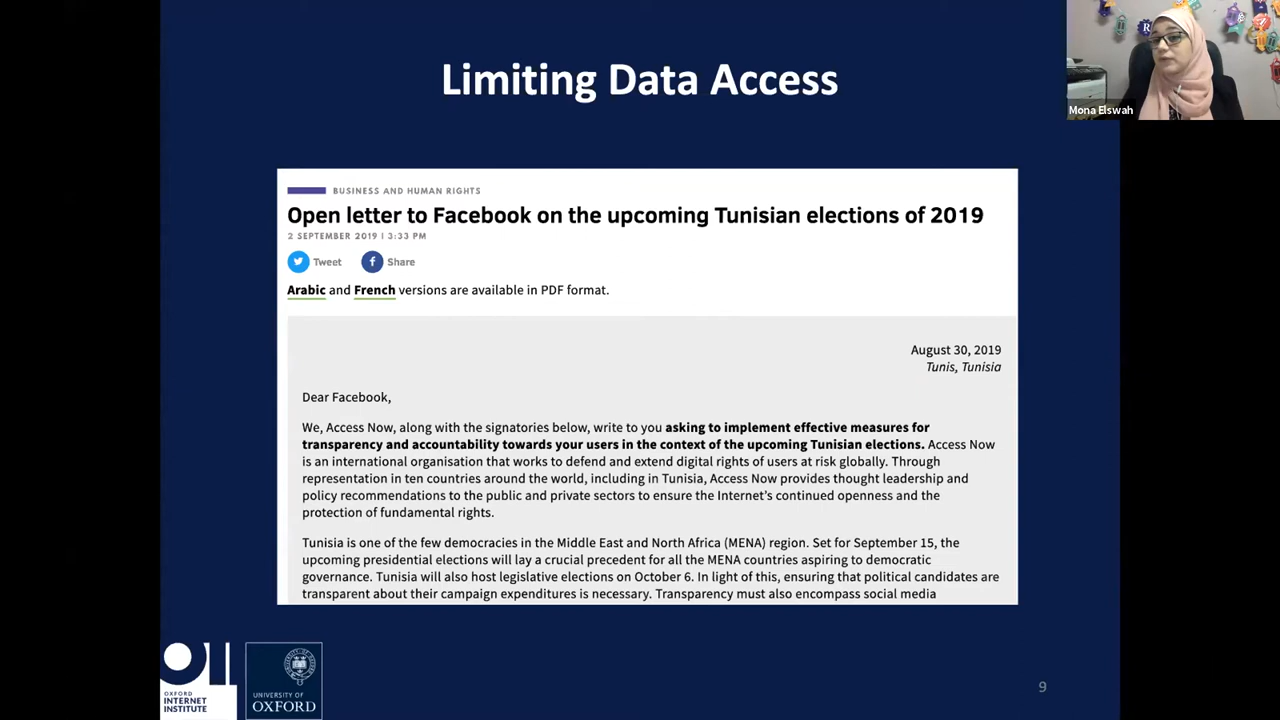 Limiting Data Access
Mona Elswah
BUSINESS AND HUMAN RIGHTS
Open letter to Facebook on the upcoming Tunisian elections of 2019
2 SEPTEMBER 2019 | 3:33 PM
Tweet Share
Arabic and French versions are available in PDF format.
August 30, 2019
Tunis, Tunisia
Dear Facebook,
We, Access Now, along with the signatories below, write to you asking to implement effective measures for
transparency and accountability towards your users in the context of the upcoming Tunisian elections. Access Now
is an international organisation that works to defend and extend digital rights of users at risk globally. Through
representation in ten countries around the world, including in Tunisia, Access Now provides thought leadership and
policy recommendations to the public and private sectors to ensure the Internet's continued openness and the
protection of fundamental rights.
Tunisia is one of the few democracies in the Middle East and North Africa (MENA) region. Set for September 15, the
upcoming presidential elections will lay a crucial precedent for all the MENA countries aspiring to democratic
governance. Tunisia will also host legislative elections on October 6. In light of this, ensuring that political candidates are
transparent about their campaign expenditures is necessary. Transparency must also encompass social media
OII
OXFORD
INTERNET
INSTITUTE
UNIVERSITY OF
OXFORD
9